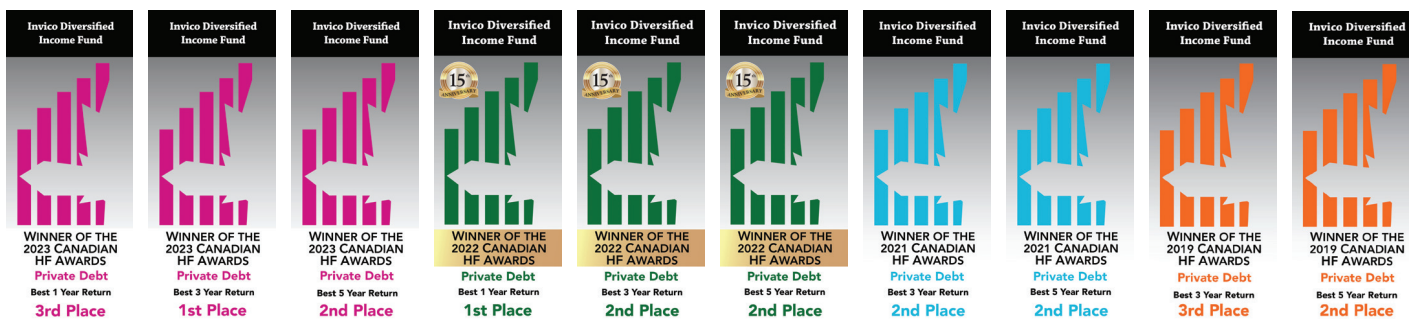 Invico Diversified
Income Fund
WINNER OF THE
2023 CANADIAN
HF AWARDS
Private Debt
Best 1 Year Return
3rd Place
Invico Diversified
Income Fund
WINNER OF THE
2023 CANADIAN
HF AWARDS
Private Debt
Best 3 Year Return
1st Place
Invico Diversified
Income Fund
WINNER OF THE
2023 CANADIAN
HF AWARDS
Private Debt
Best 5 Year Return
2nd Place
Invico Diversified
Income Fund
15th
ANNIVERSARY
WINNER OF THE
2022 CANADIAN
HF AWARDS
Private Debt
Best 1 Year Return
1st Place
Invico Diversified
Income Fund
15th
ANNIVERSARY
WINNER OF THE
2022 CANADIAN
HF AWARDS
Private Debt
Best 3 Year Return
2nd Place
Invico Diversified
Income Fund
15th
ANNIVERSARY
WINNER OF THE
2022 CANADIAN
HF AWARDS
Private Debt
Best 5 Year Return
2nd Place
Invico Diversified
Income Fund
WINNER OF THE
2021 CANADIAN
HF AWARDS
Private Debt
Best 3 Year Return
2nd Place
Invico Diversified
Income Fund
WINNER OF THE
2021 CANADIAN
HF AWARDS
Private Debt
Best 5 Year Return
2nd Place
Invico Diversified
Income Fund
WINNER OF THE
2019 CANADIAN
HF AWARDS
Private Debt
Best 3 Year Return
3rd Place
Invico Diversified
Income Fund
WINNER OF THE
2019 CANADIAN
HF AWARDS
Private Debt
Best 5 Year Return
2nd Place